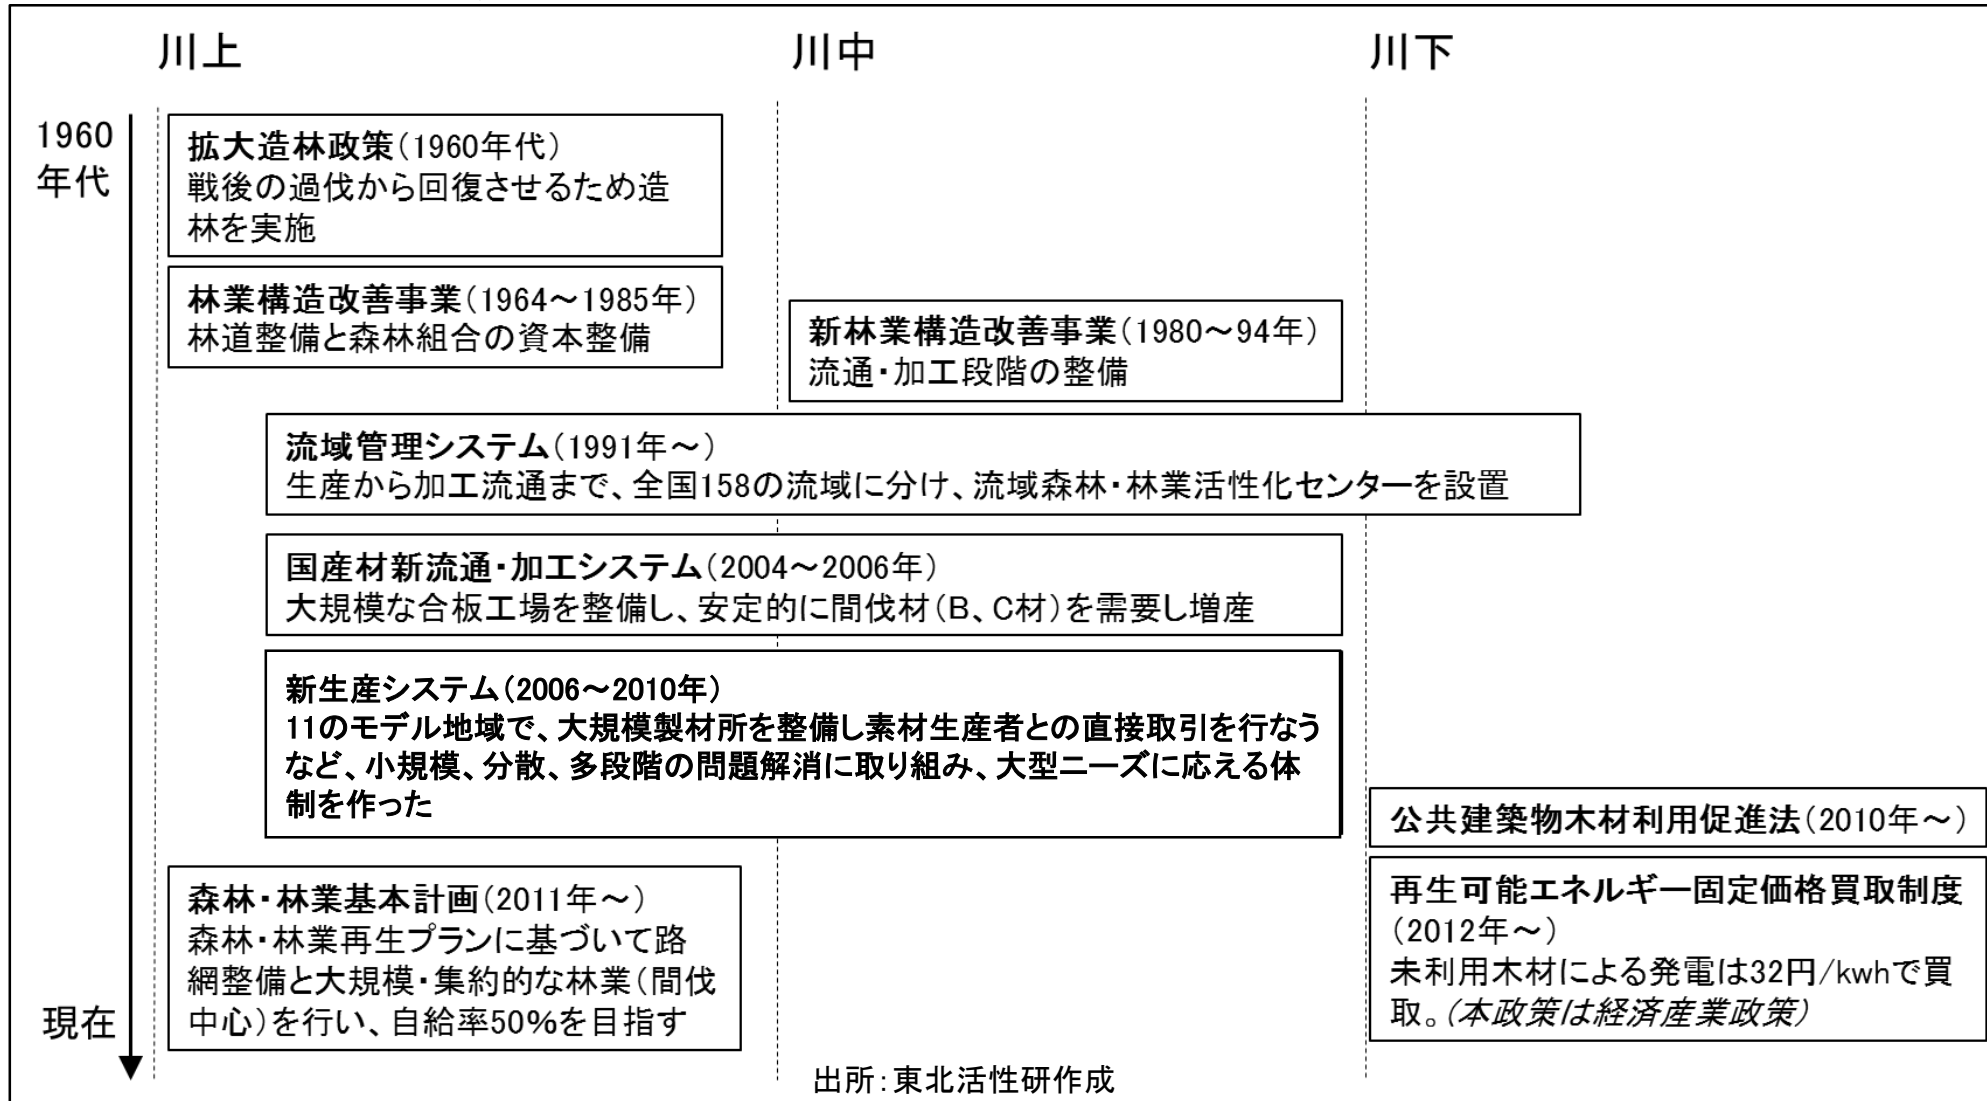 川上
川中
川下
1960
年代
拡大造林政策(1960年代)
戦後の過伐から回復させるため造
林を実施
林業構造改善事業(1964～1985年)
林道整備と森林組合の資本整備
新林業構造改善事業(1980～94年)
流通・加工段階の整備
流域管理システム(1991年～)
生産から加工流通まで、全国158の流域に分け、流域森林・林業活性化センターを設置
国産材新流通・加工システム(2004～2006年)
大規模な合板工場を整備し、安定的に間伐材(B、C材)を需要し増産
新生産システム(2006～2010年)
11のモデル地域で、大規模製材所を整備し素材生産者との直接取引を行なう
など、小規模、分散、多段階の問題解消に取り組み、大型ニーズに応える体
制を作った
公共建築物木材利用促進法(2010年～)
森林・林業基本計画(2011年～)
森林・林業再生プランに基づいて路
網整備と大規模・集約的な林業(間伐
中心)を行い、自給率50%を目指す
再生可能エネルギー固定価格買取制度
(2012年～)
未利用木材による発電は32円/kwhで買
取。(本政策は経済産業政策)
現在
出所:東北活性研作成